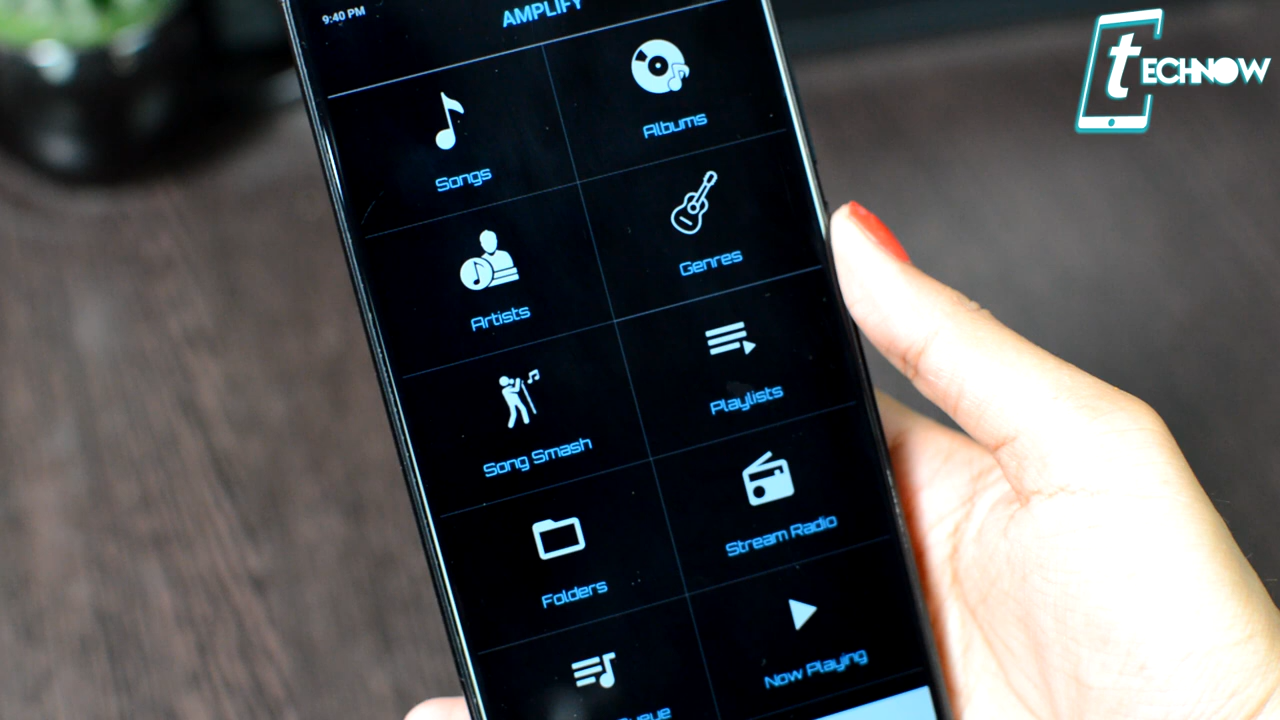 9:40 PM
AMPLIFY
tECHNOW
Songs
Albums
Artists
Genres
Song Smash
Playlists
Folders
Stream Radio
Now Playing